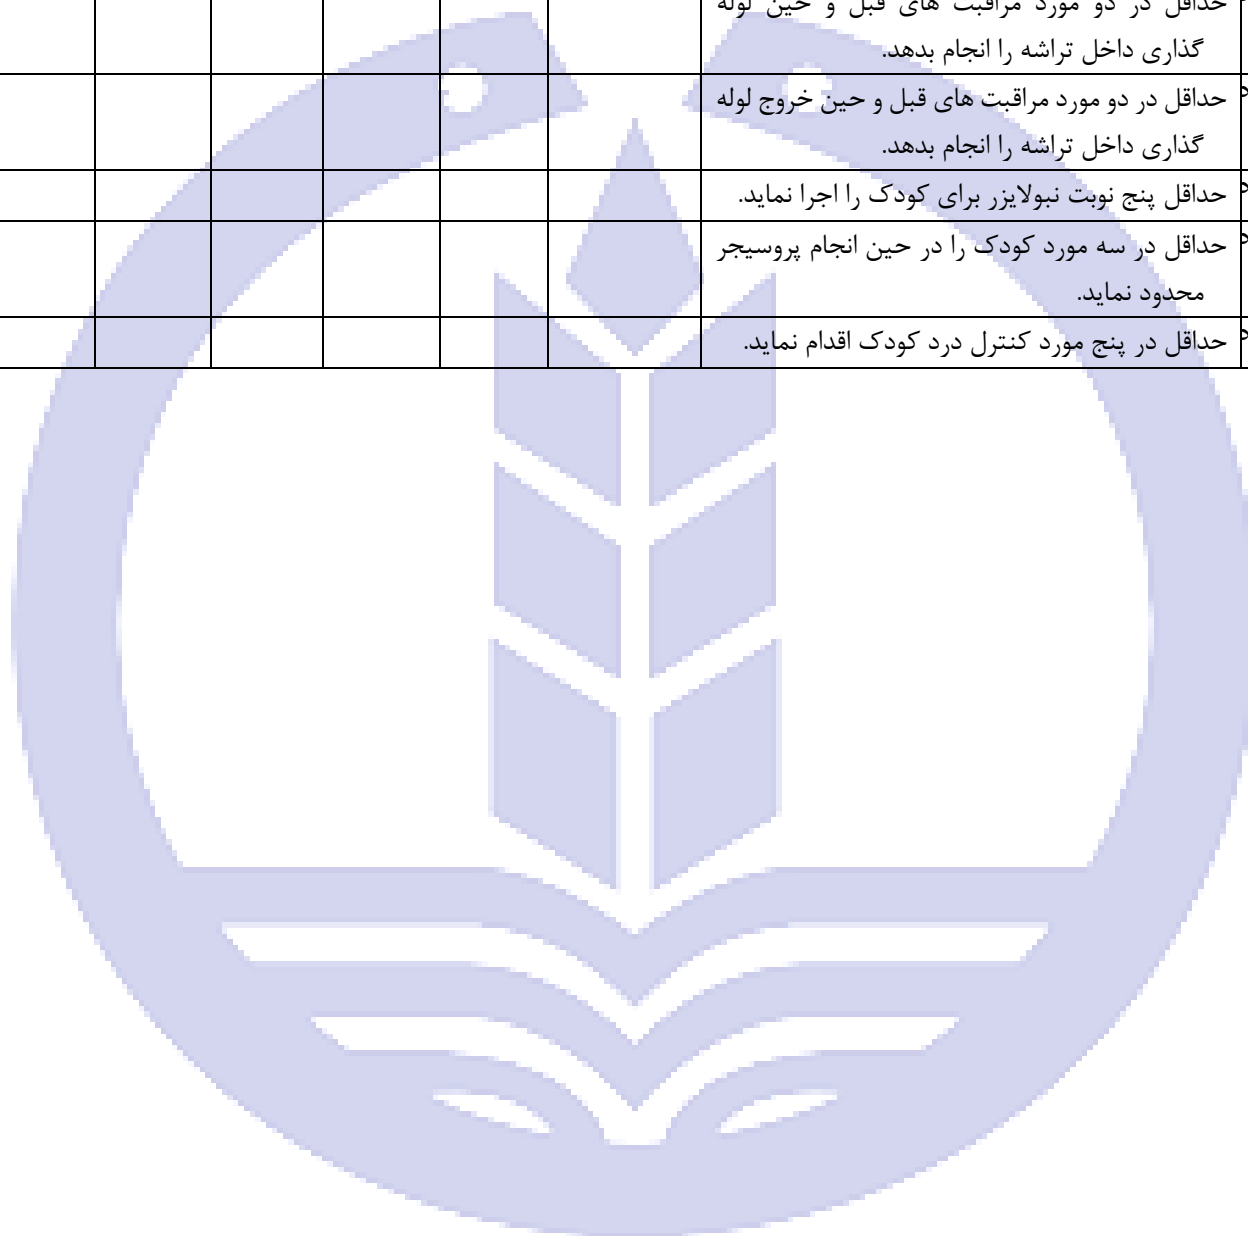 حداقل در دو مورد مراقبت های قبل و حین لوله
گذاری داخل تراشه را انجام بدهد.
حداقل در دو مورد مراقبت های قبل و حین خروج لوله
گذاری داخل تراشه را انجام بدهد.
حداقل پنج نوبت نبولایزر برای کودک را اجرا نماید.
حداقل در سه مورد کودک را در حین انجام پروسیجر
محدود نماید.
حداقل در پنج مورد کنترل درد کودک اقدام نماید.